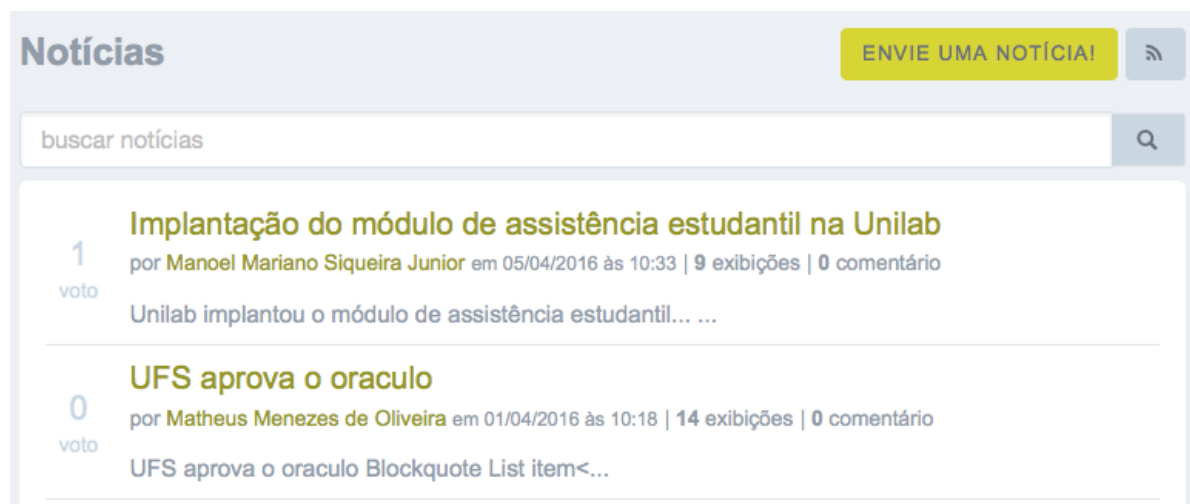 Notícias
ENVIE UMA NOTÍCIA!
buscar notícias
Implantação do módulo de assistência estudantil na Unilab
1
voto
por Manoel Mariano Siqueira Junior em 05/04/2016 às 10:33 | 9 exibições | 0 comentário
Unilab implantou o módulo de assistência estudantil... ...
UFS aprova o oraculo
0
voto
por Matheus Menezes de Oliveira em 01/04/2016 às 10:18 | 14 exibições | 0 comentário
UFS aprova o oraculo Blockquote List item<...